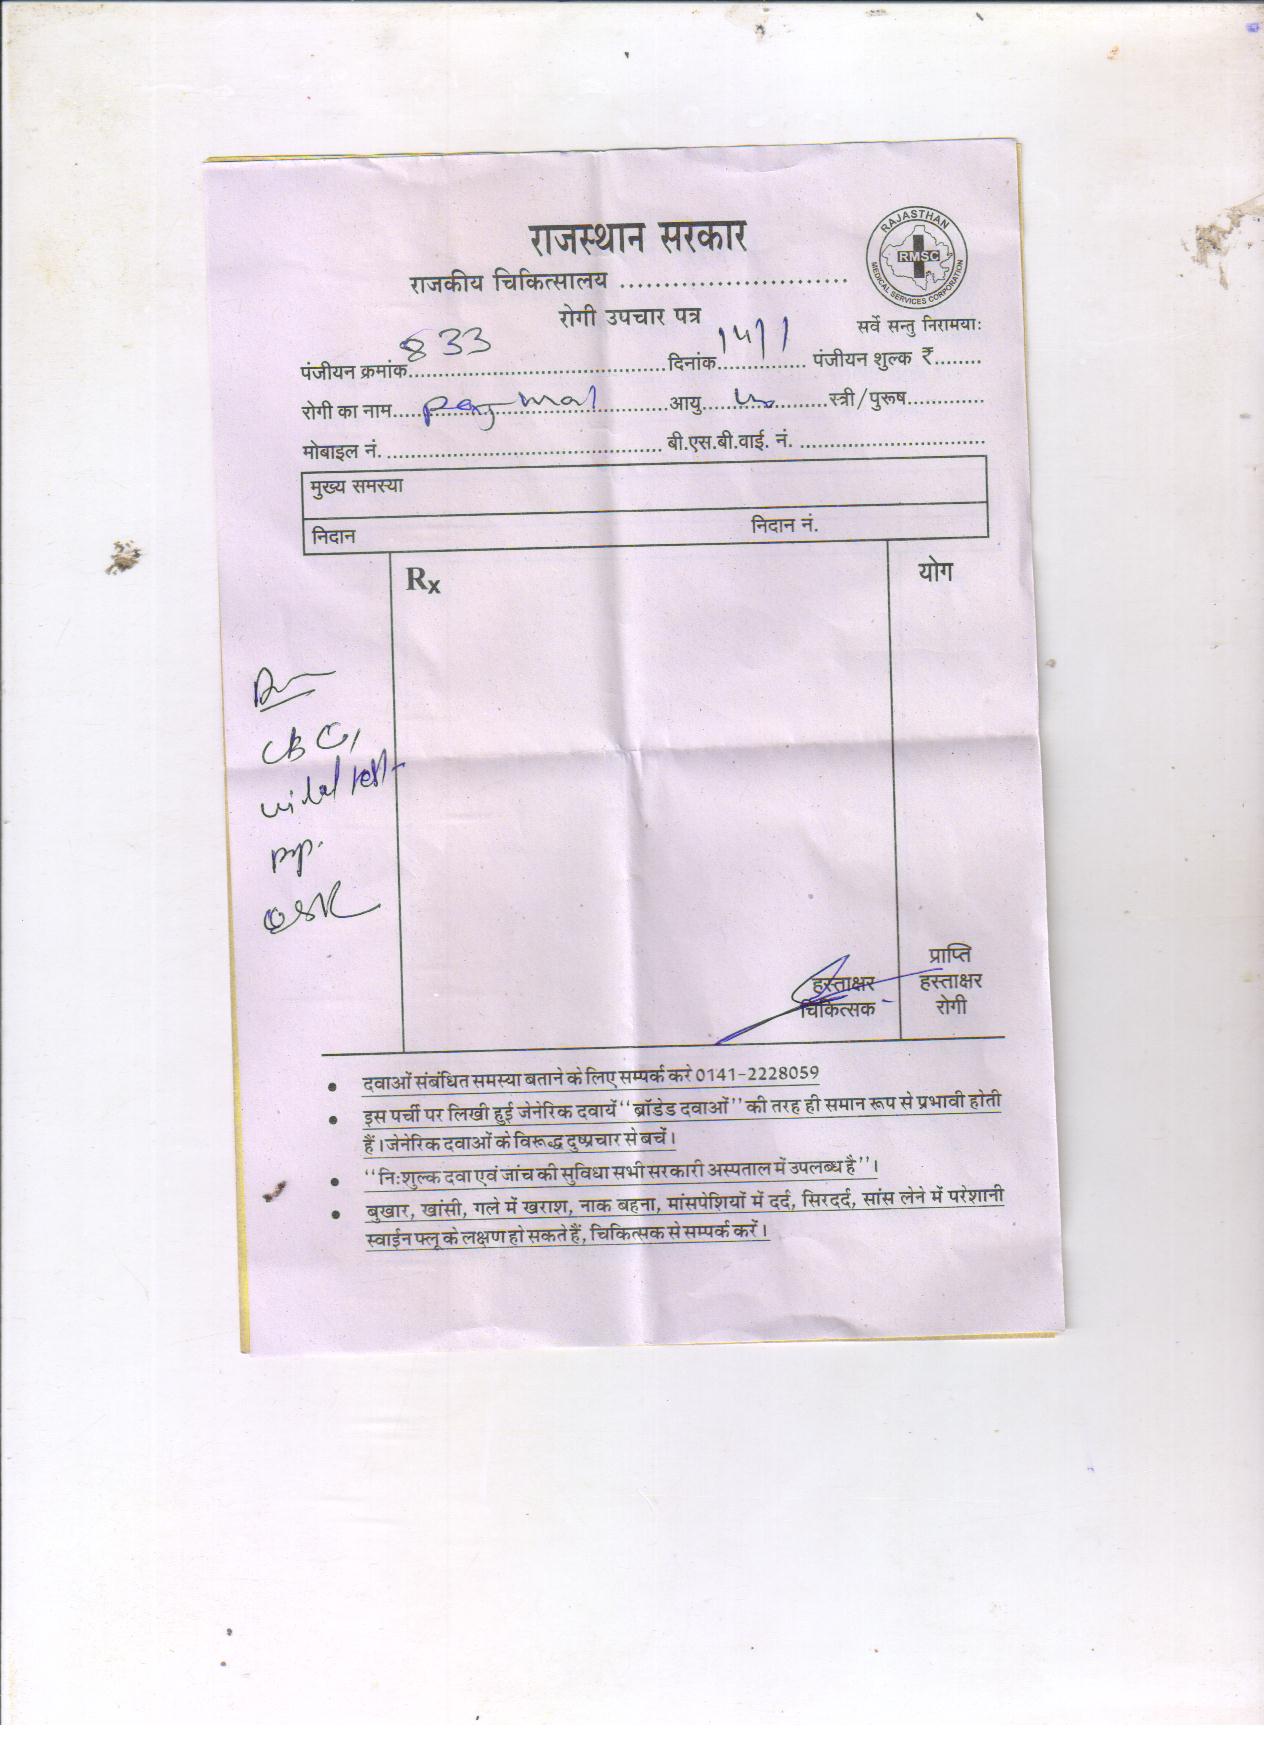 राजस्थान सरकार
RAJASTHAN
RMSC
MEDICAL SERVICES CORPORATION
राजकीय चिकित्सालय ..........................
रोगी उपचार पत्र
सर्वे सन्तु निरामयाः
पंजीयन क्रमांक 833 दिनांक 14/1 पंजीयन शुल्क ₹........
रोगी का नाम आयु स्त्री/पुरूष.............
मोबाइल नं. ........................................... बी.एस.बी.वाई. नं. ..............................
मुख्य समस्या
निदान निदान नं.
Rx योग
CBC,
widal test
mp.
हस्ताक्षर
चिकित्सक
प्राप्ति
हस्ताक्षर
रोगी
• दवाओं संबंधित समस्या बताने के लिए सम्पर्क करे 0141-2228059
• इस पर्ची पर लिखी हुई जेनेरिक दवायें ''ब्रॉडेड दवाओं'' की तरह ही समान रूप से प्रभावी होती
हैं। जेनेरिक दवाओं के विरूद्ध दुष्प्रचार से बचें।
• ''निःशुल्क दवा एवं जांच की सुविधा सभी सरकारी अस्पताल में उपलब्ध है''।
• बुखार, खांसी, गले में खराश, नाक बहना, मांसपेशियों में दर्द, सिरदर्द, सांस लेने में परेशानी
स्वाईन फ्लू के लक्षण हो सकते हैं, चिकित्सक से सम्पर्क करें।